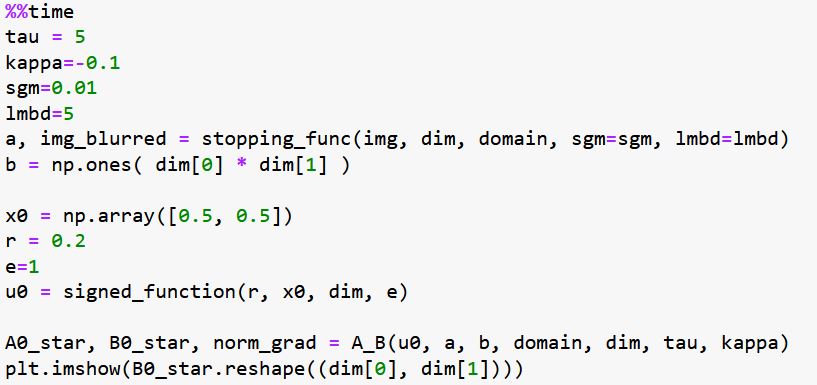 %%time
tau = 5
kappa=-0.1
sgm=0.01
lmbd=5
a, img_blurred = stopping_func(img, dim, domain, sgm=sgm, lmbd=lmbd)
b = np.ones( dim[0] * dim[1] )
x0 = np.array([0.5, 0.5])
r = 0.2
e=1
u0 = signed_function(r, x0, dim, e)
A0_star, B0_star, norm_grad = A_B(u0, a, b, domain, dim, tau, kappa)
plt.imshow(B0_star.reshape((dim[0], dim[1])))